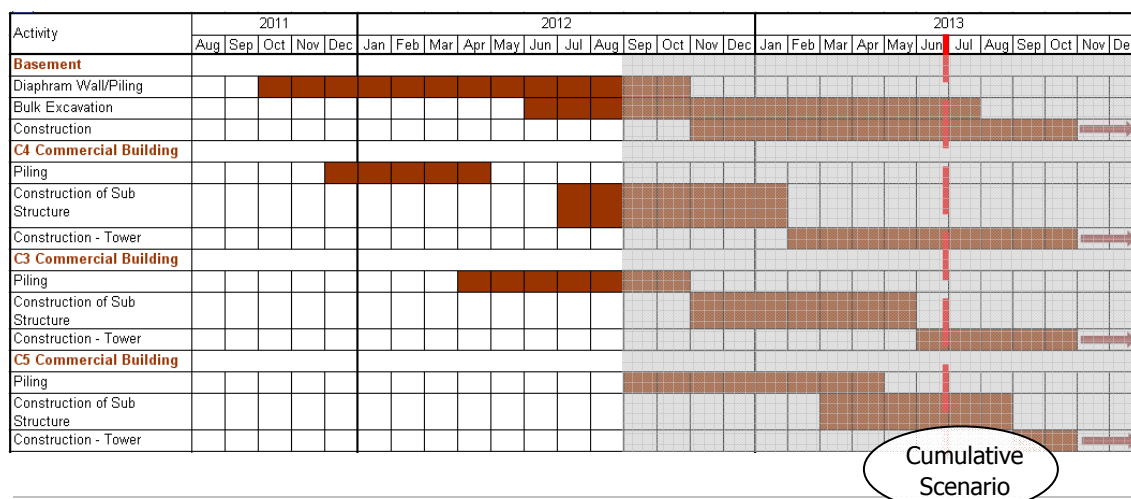 Activity 2011 2012 2013
Aug Sep Oct Nov Dec Jan Feb Mar Apr May Jun Jul Aug Sep Oct Nov Dec Jan Feb Mar Apr May Jun Jul Aug Sep Oct Nov De
Basement
Diaphram Wall/Piling
Bulk Excavation
Construction
C4 Commercial Building
Piling
Construction of Sub
Structure
Construction - Tower
C3 Commercial Building
Piling
Construction of Sub
Structure
Construction - Tower
C5 Commercial Building
Piling
Construction of Sub
Structure
Construction - Tower
Cumulative
Scenario